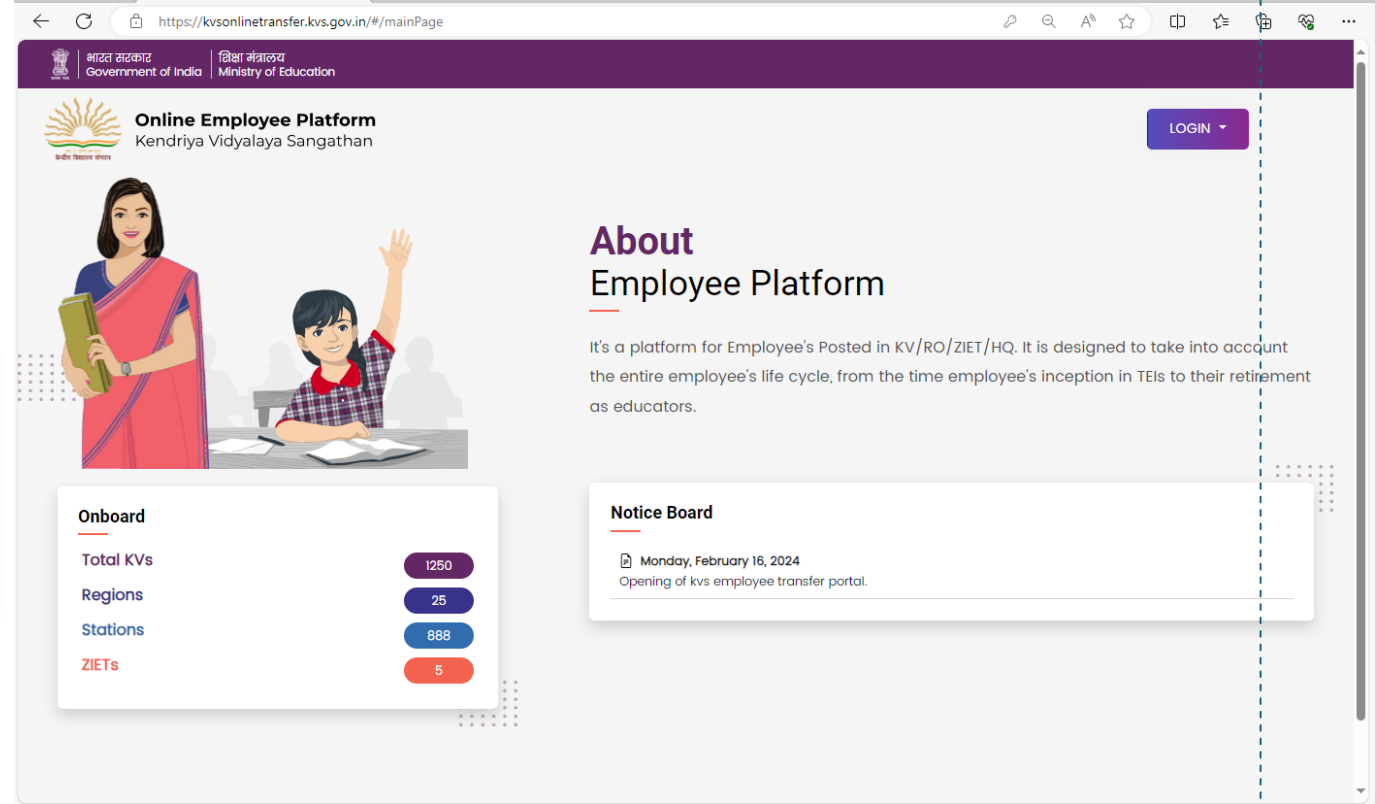 https://kvsonlinetransfer.kvs.gov.in/#/mainPage
भारत सरकार
Government of India
शिक्षा मंत्रालय
Ministry of Education
केन्द्रीय विद्यालय संगठन
Online Employee Platform
Kendriya Vidyalaya Sangathan
LOGIN
About
Employee Platform
It's a platform for Employee's Posted in KV/RO/ZIET/HQ. It is designed to take into account
the entire employee's life cycle, from the time employee's inception in TEIs to their retirement
as educators.
Onboard
Total KVs 1250
Regions 25
Stations 888
ZIETs 5
Notice Board
Monday, February 16, 2024
Opening of kvs employee transfer portal.